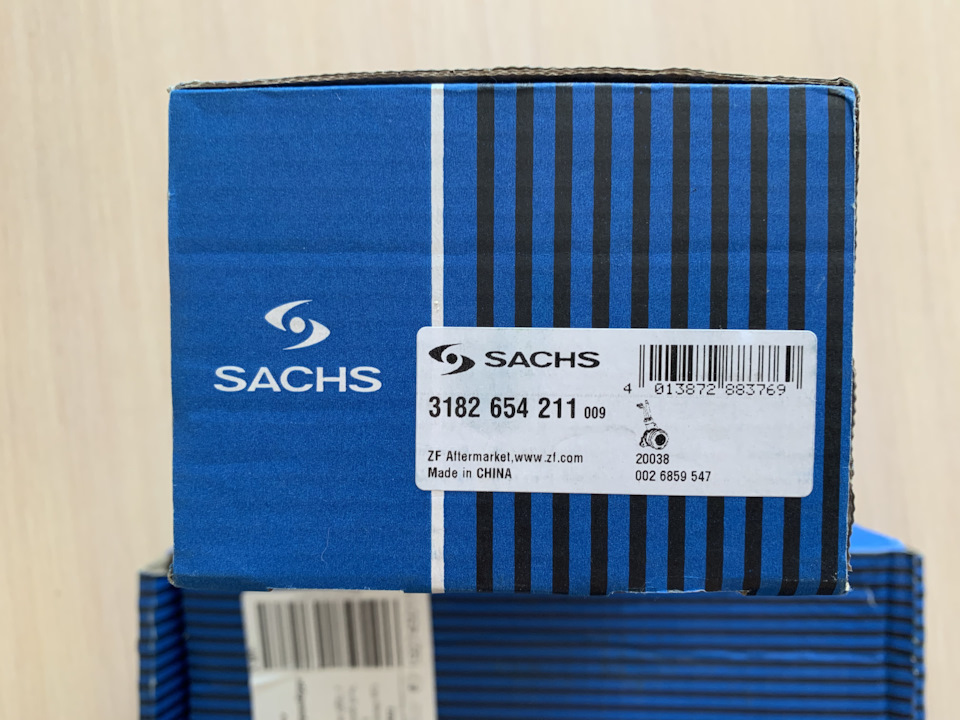 SACHS
SACHS
3182 654 211 009
4 013872 883769
ZF Aftermarket,www.zf.com
Made in CHINA
20038
002 6859 547